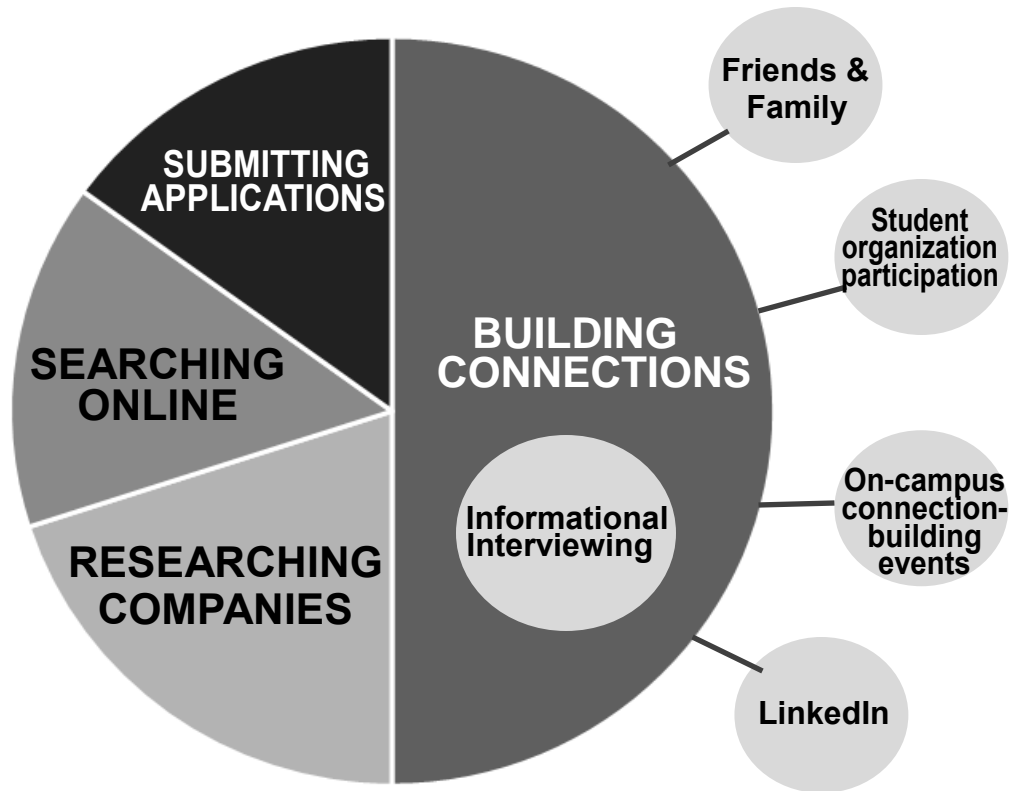 SUBMITTING
APPLICATIONS
SEARCHING
ONLINE
RESEARCHING
COMPANIES
BUILDING
CONNECTIONS
Informational
Interviewing
Friends &
Family
Student
organization
participation
On-campus
connection-
building
events
LinkedIn